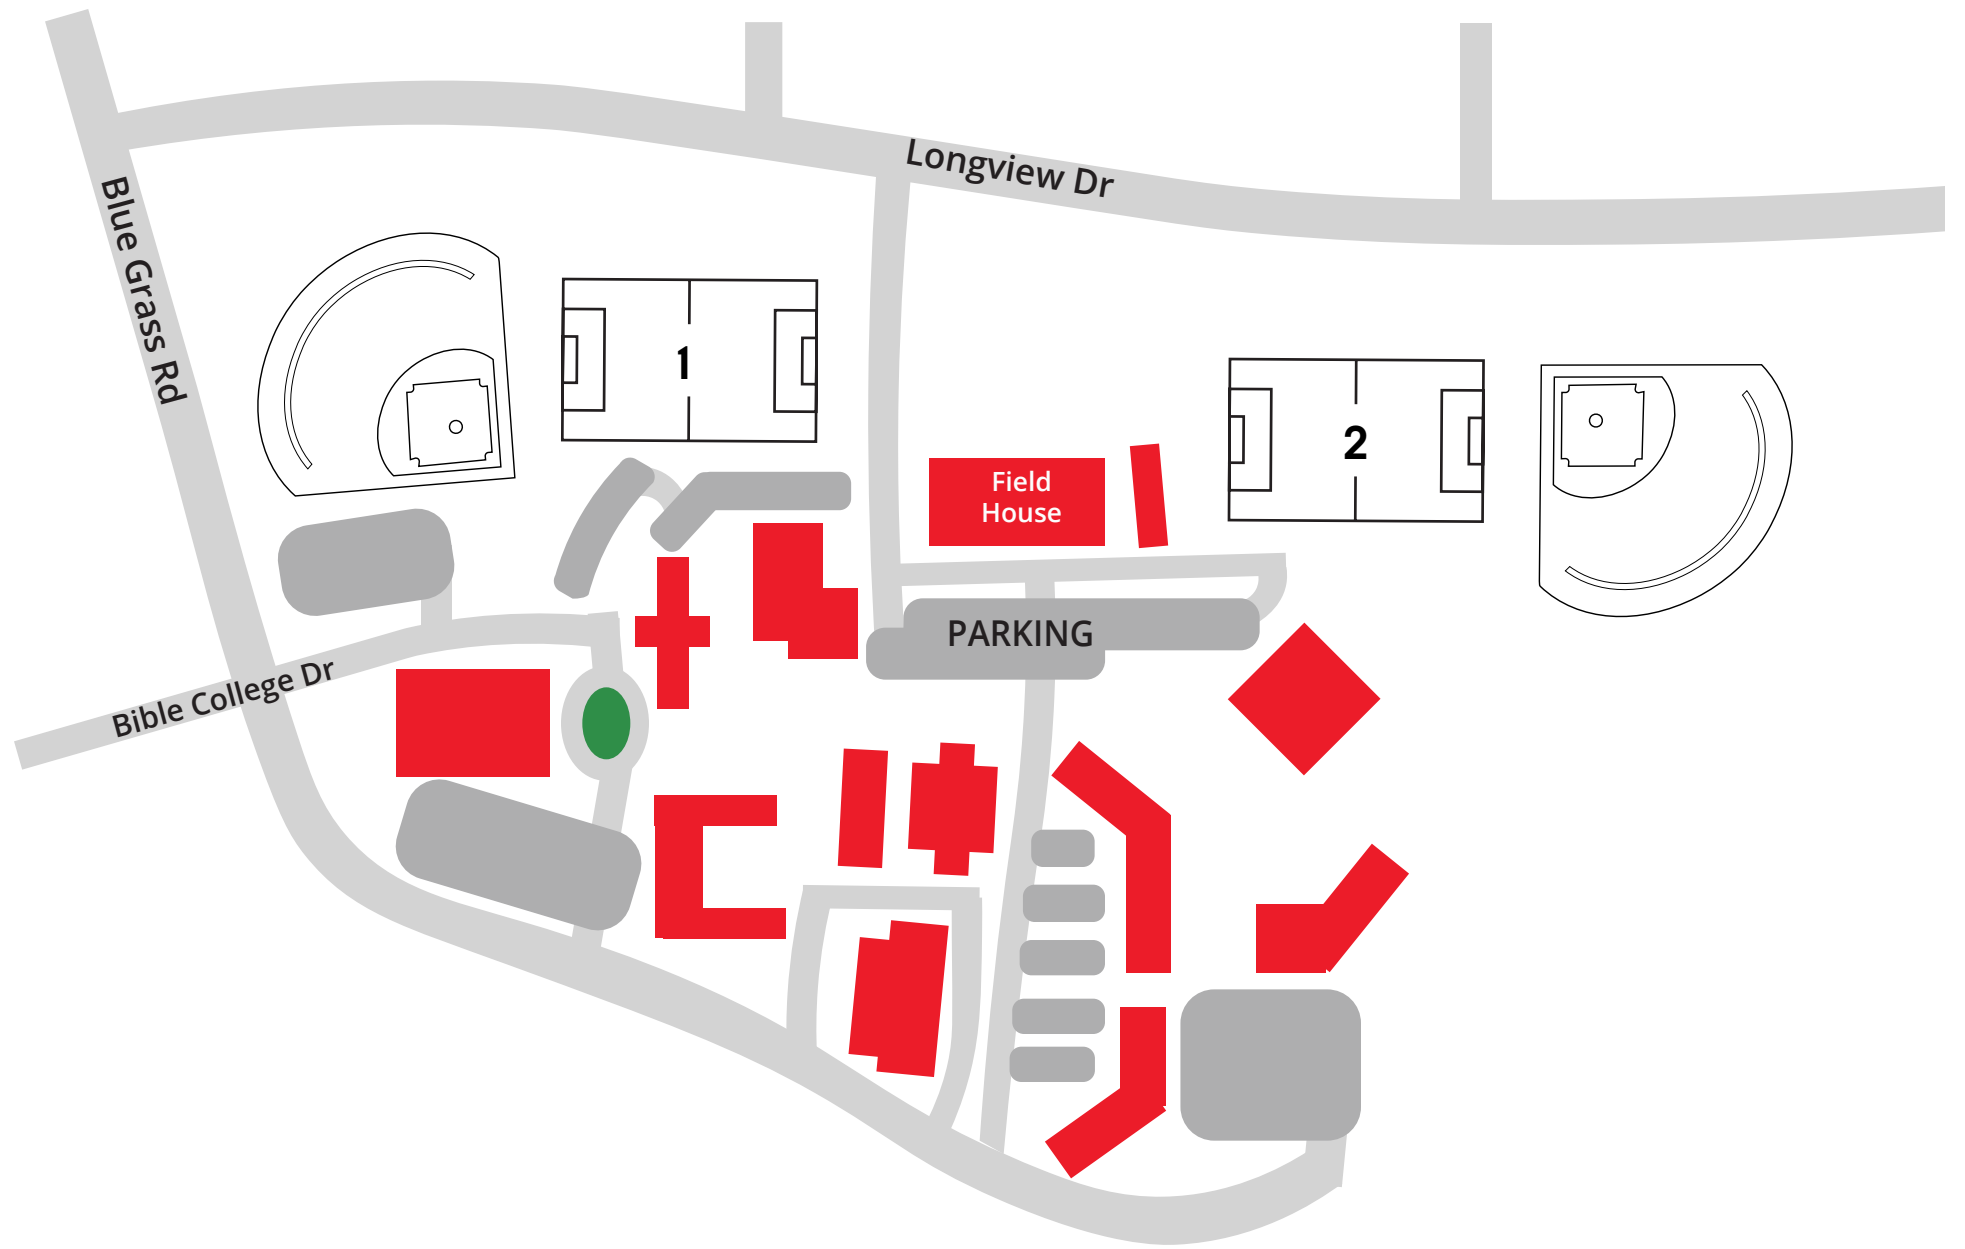 Longview Dr
Blue Grass Rd
1
2
Field
House
PARKING
Bible College Dr